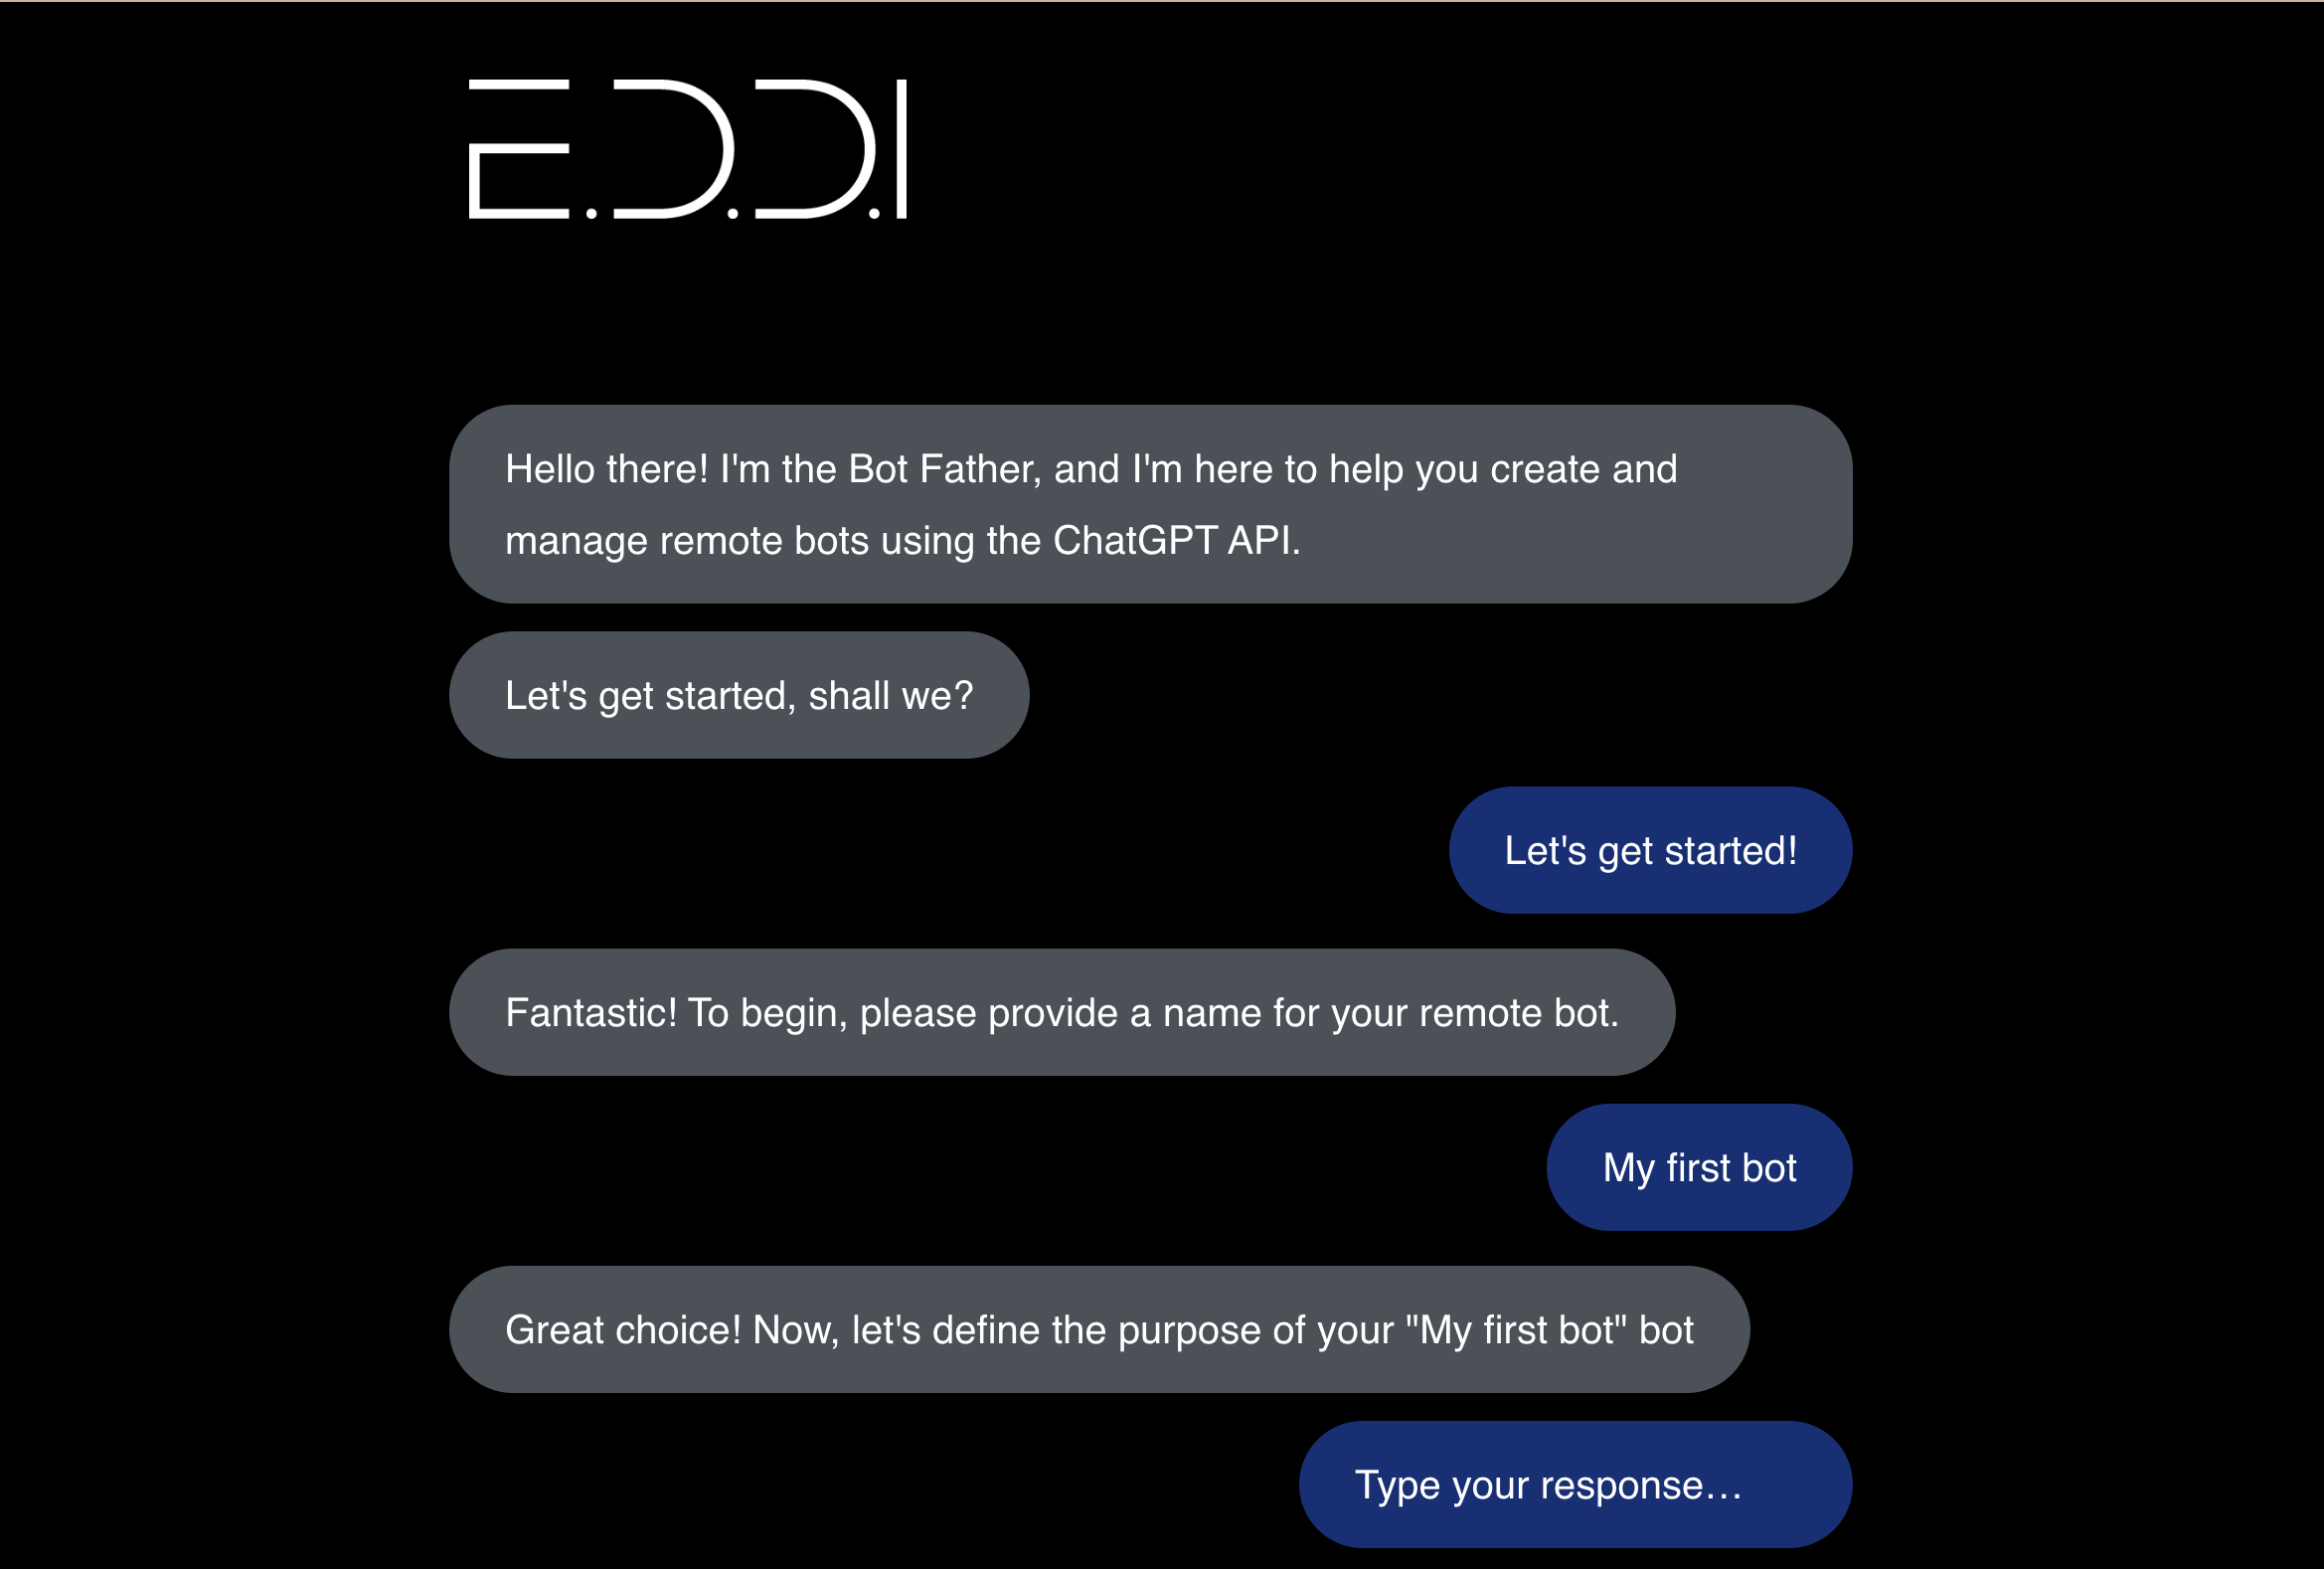 E.D.D.I
Hello there! I'm the Bot Father, and I'm here to help you create and
manage remote bots using the ChatGPT API.
Let's get started, shall we?
Let's get started!
Fantastic! To begin, please provide a name for your remote bot.
My first bot
Great choice! Now, let's define the purpose of your "My first bot" bot
Type your response...